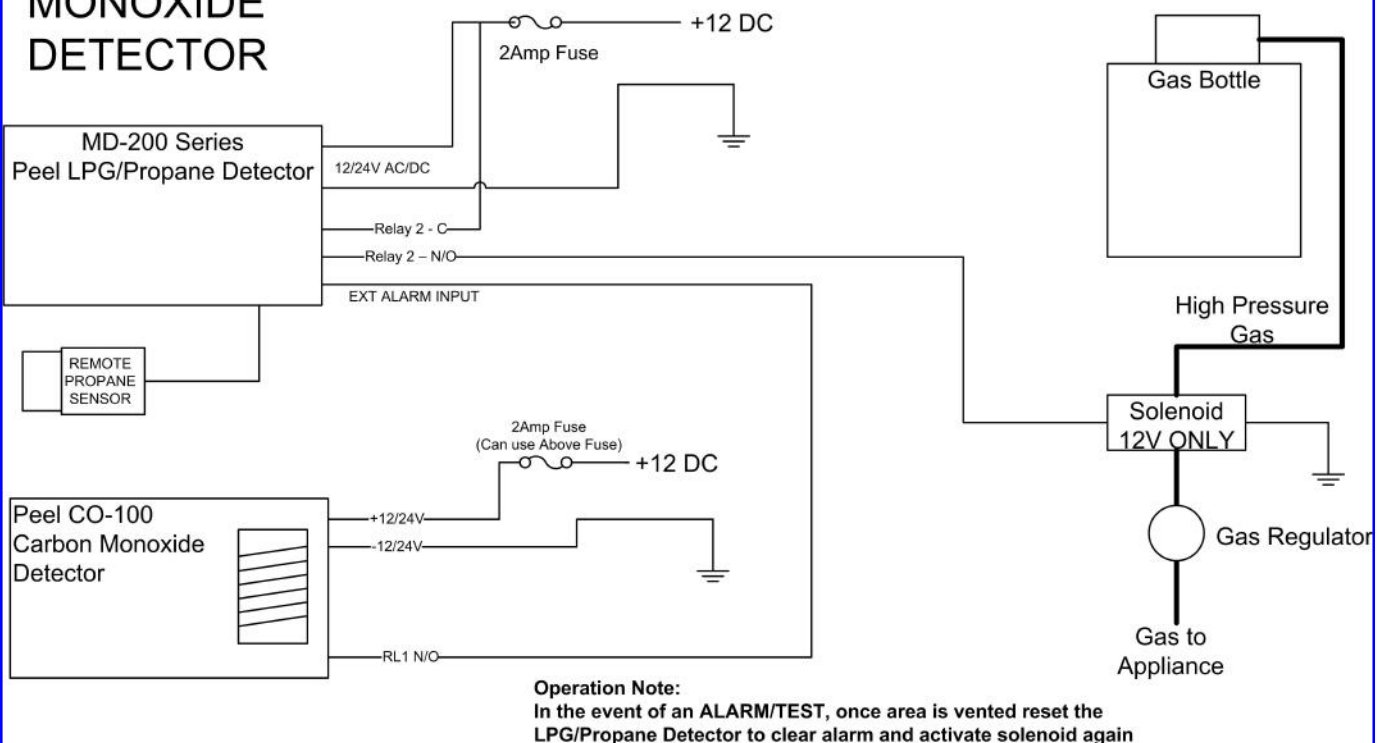 MONOXIDE
DETECTOR
+12 DC
2Amp Fuse
Gas Bottle
MD-200 Series
Peel LPG/Propane Detector
12/24V AC/DC
Relay 2 - C
Relay 2 – N/O
EXT ALARM INPUT
High Pressure
Gas
REMOTE
PROPANE
SENSOR
Solenoid
12V ONLY
2Amp Fuse
(Can use Above Fuse)
+12 DC
Peel CO-100
Carbon Monoxide
Detector
+12/24V
-12/24V
Gas Regulator
RL1 N/O
Gas to
Appliance
Operation Note:
In the event of an ALARM/TEST, once area is vented reset the
LPG/Propane Detector to clear alarm and activate solenoid again